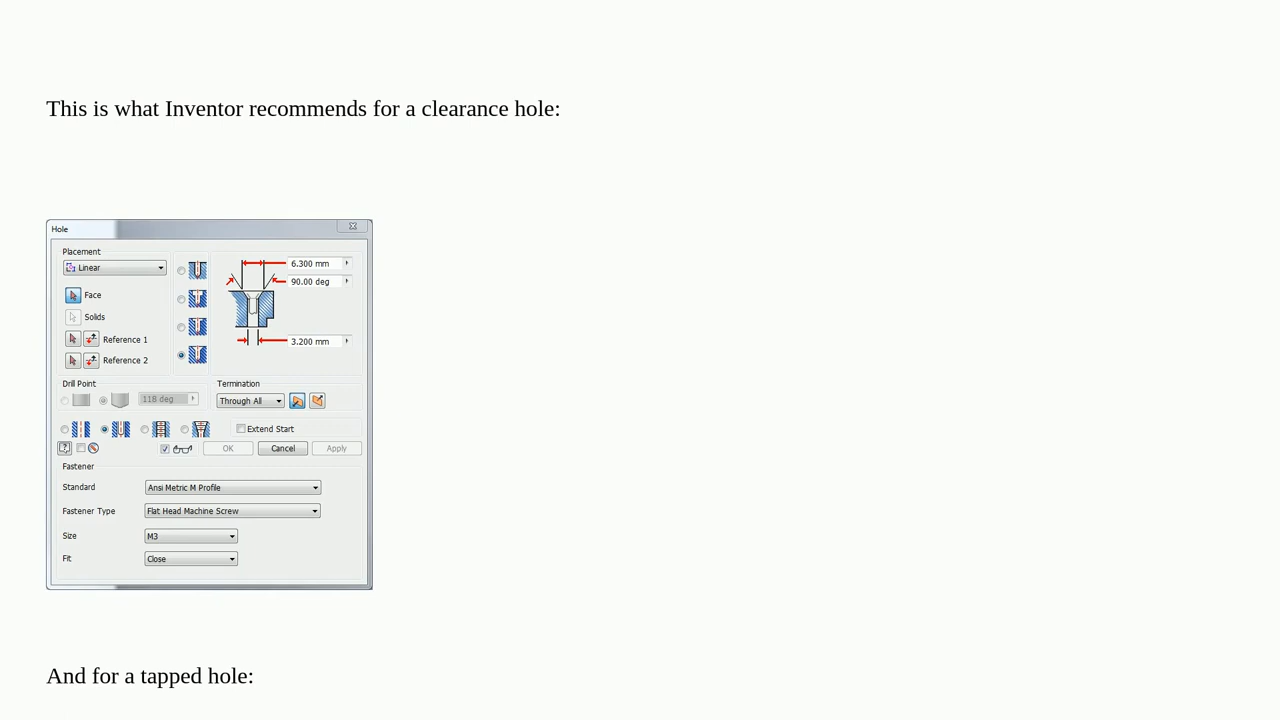 This is what Inventor recommends for a clearance hole:
Hole
Placement
Linear
Face
Solids
Reference 1
Reference 2
6.300 mm
90.00 deg
3.200 mm
Drill Point
118 deg
Termination
Through All
Extend Start
OK
Cancel
Apply
Fastener
Standard
Ansi Metric M Profile
Fastener Type
Flat Head Machine Screw
Size
M3
Fit
Close
And for a tapped hole: